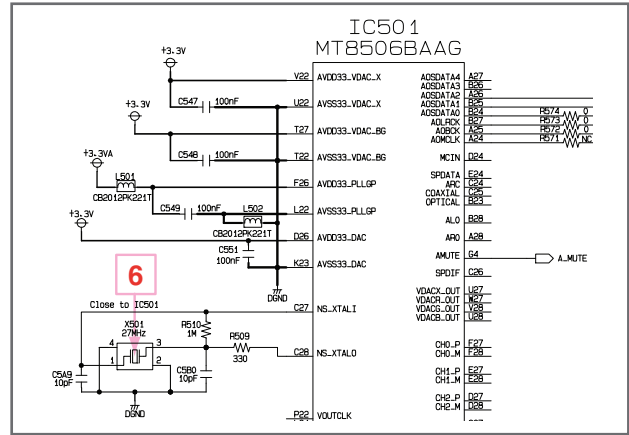 IC501
MT8506BAAG
+3.3V
V22 AVDD33_VDAC_X
C547 100nF
U22 AVSS33_VDAC_X
+3.3V
T27 AVDD33_VDAC_BG
C548 100nF
T22 AVSS33_VDAC_BG
+3.3VA
L501
CB2012PK221T
F26 AVDD33_PLLGP
C549 100nF
L22 AVSS33_PLLGP
L502
CB2012PK221T
+3.3V
D26 AVDD33_DAC
C551
100nF
K23 AVSS33_DAC
DGND
6
Close to IC501
C27 NS_XTALI
X501
27MHz
R510
1M
R509
330
C28 NS_XTALO
4 3
1 2
C5A9
10pF
C5B0
10pF
DGND
P22 VOUTCLK
AOSDATA4 A27
AOSDATA3 B26
AOSDATA2 A26
AOSDATA1 B25
AOSDATA0 B24 R574 0
AOLRCK B27 R573 0
AOBCK A25 R572 0
AOMCLK A24 R571 NC
MCIN D24
SPDATA E24
ARC C24
COAXIAL C25
OPTICAL B23
ALO B28
ARO A28
AMUTE G4 A_MUTE
SPDIF C26
VDACX_OUT U27
VDACR_OUT W27
VDACG_OUT V28
VDACB_OUT U28
CH0_P F27
CH0_M F28
CH1_P E27
CH1_M E28
CH2_P D27
CH2_M D28